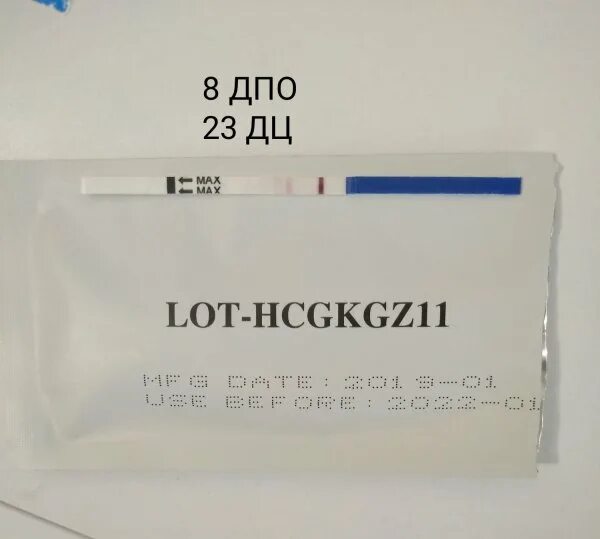 8 ДПО
23 ДЦ
MAX
MAX
LOT-HCGKGZ11
MFG DATE: 2019-01
USE BEFORE: 2022-01